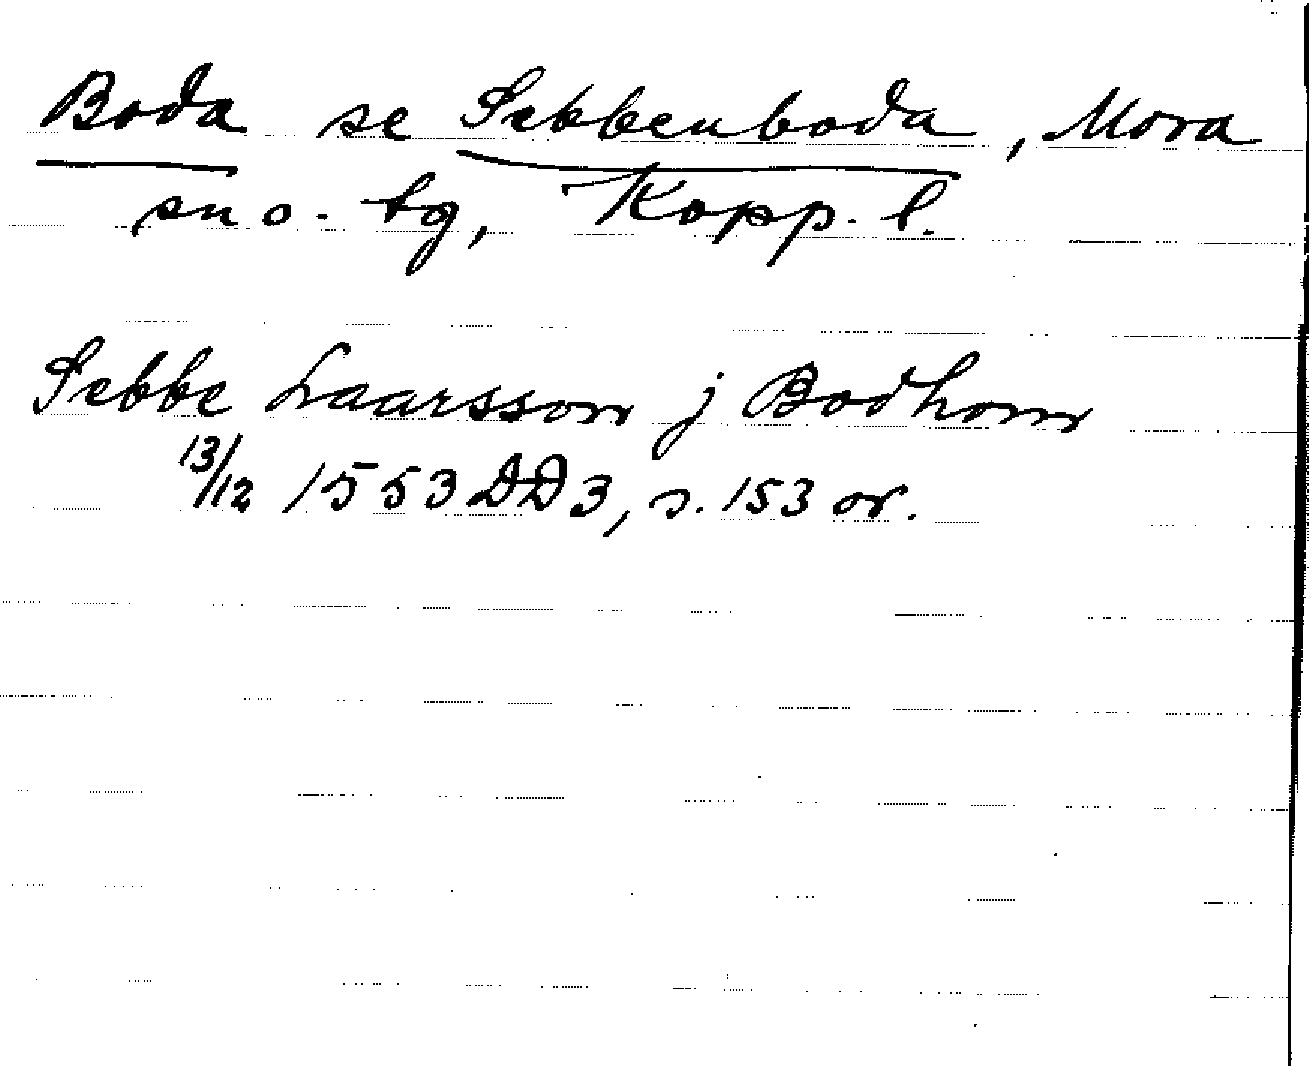 Boda se Sebbenboda, Mora
sn o. tg, Kopp. l.
Sebbe Laarsson j Bodhom
13/12 1553 DD 3, s. 153 or.